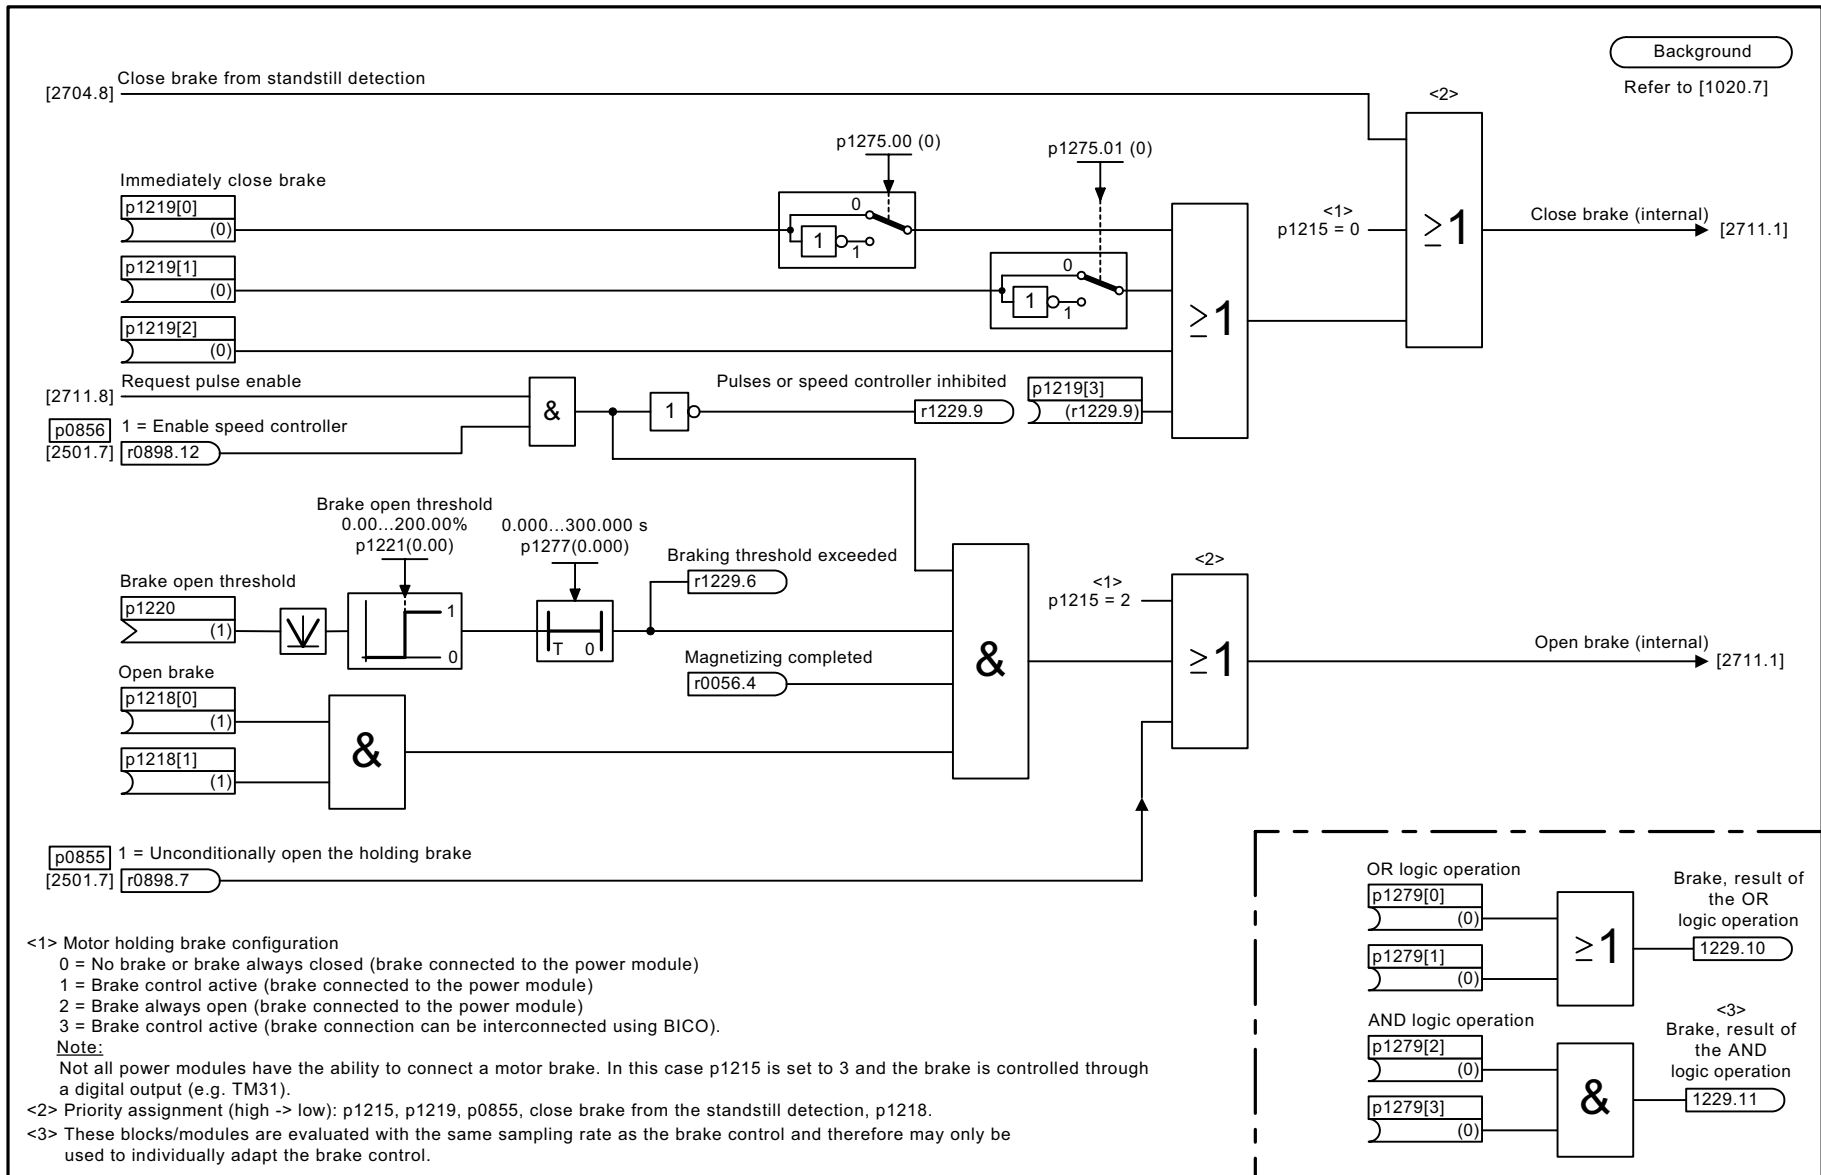 Background
Refer to [1020.7]
Close brake from standstill detection
[2704.8]
<2>
p1275.00 (0)
p1275.01 (0)
Immediately close brake
p1219[0]
(0)
0
1
1
<1>
p1215 = 0
≥1
Close brake (internal)
[2711.1]
p1219[1]
(0)
0
1
1
p1219[2]
(0)
≥1
Request pulse enable
[2711.8]
&
1
Pulses or speed controller inhibited
r1229.9
p1219[3]
(r1229.9)
p0856
1 = Enable speed controller
[2501.7]
r0898.12
Brake open threshold
0.00...200.00%
p1221(0.00)
0.000...300.000 s
p1277(0.000)
Braking threshold exceeded
r1229.6
Brake open threshold
p1220
(1)
1
0
T 0
<1>
p1215 = 2
<2>
≥1
Open brake (internal)
[2711.1]
Magnetizing completed
r0056.4
&
Open brake
p1218[0]
(1)
p1218[1]
(1)
&
p0855
1 = Unconditionally open the holding brake
[2501.7]
r0898.7
OR logic operation
p1279[0]
(0)
p1279[1]
(0)
≥1
Brake, result of
the OR
logic operation
1229.10
AND logic operation
p1279[2]
(0)
p1279[3]
(0)
&
<3>
Brake, result of
the AND
logic operation
1229.11
<1> Motor holding brake configuration
0 = No brake or brake always closed (brake connected to the power module)
1 = Brake control active (brake connected to the power module)
2 = Brake always open (brake connected to the power module)
3 = Brake control active (brake connection can be interconnected using BICO).
Note:
Not all power modules have the ability to connect a motor brake. In this case p1215 is set to 3 and the brake is controlled through
a digital output (e.g. TM31).
<2> Priority assignment (high -> low): p1215, p1219, p0855, close brake from the standstill detection, p1218.
<3> These blocks/modules are evaluated with the same sampling rate as the brake control and therefore may only be
used to individually adapt the brake control.